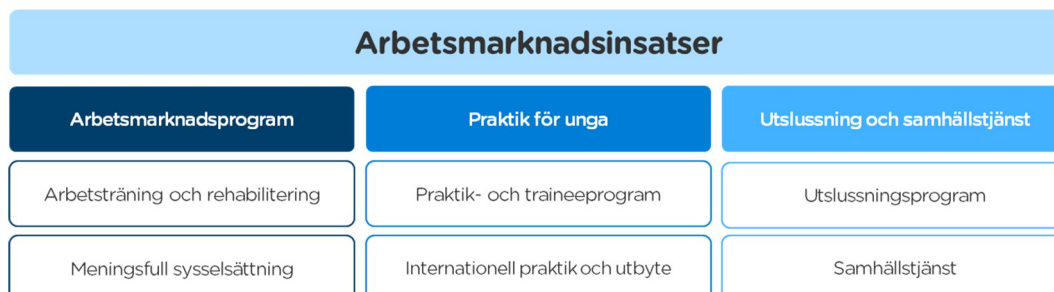 Arbetsmarknadsinsatser
Arbetsmarknadsprogram
Praktik för unga
Utslussning och samhällstjänst
Arbetsträning och rehabilitering
Praktik- och traineeprogram
Utslussningsprogram
Meningsfull sysselsättning
Internationell praktik och utbyte
Samhällstjänst